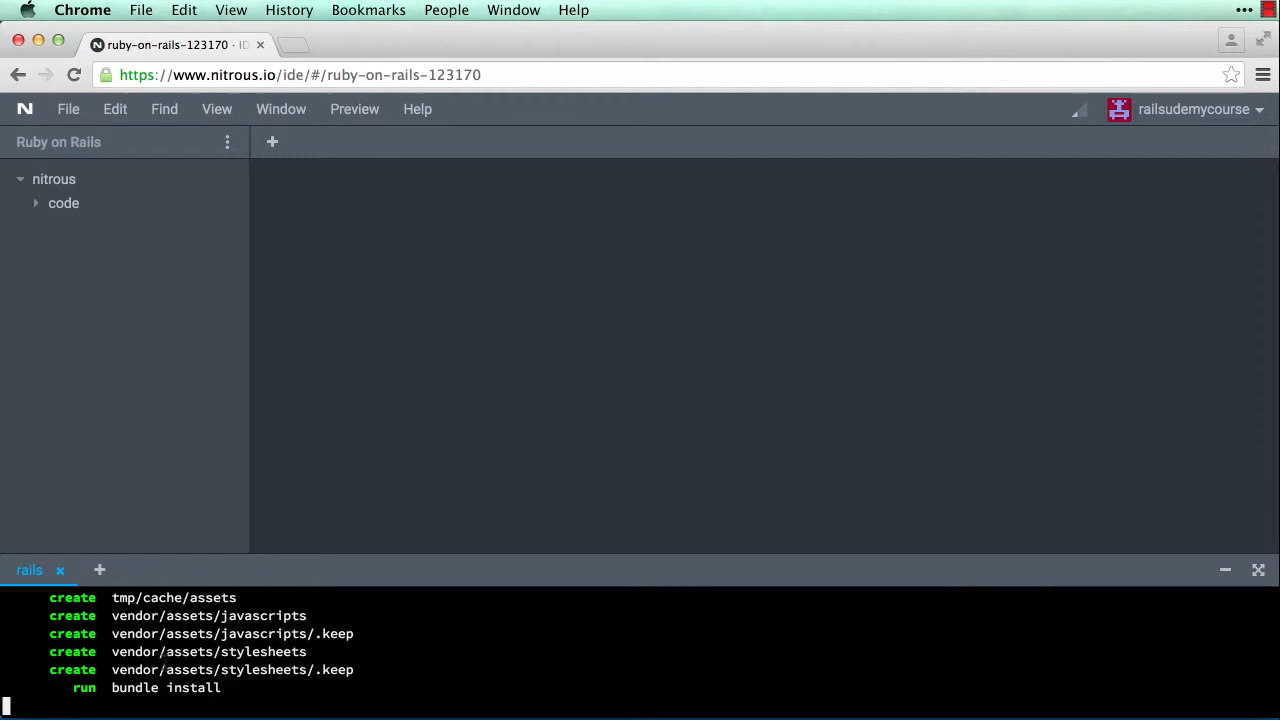 Chrome File Edit View History Bookmarks People Window Help
ruby-on-rails-123170 · ID
https://www.nitrous.io/ide/#/ruby-on-rails-123170
N File Edit Find View Window Preview Help railsudemycourse
Ruby on Rails
nitrous
code
rails
create tmp/cache/assets
create vendor/assets/javascripts
create vendor/assets/javascripts/.keep
create vendor/assets/stylesheets
create vendor/assets/stylesheets/.keep
run bundle install